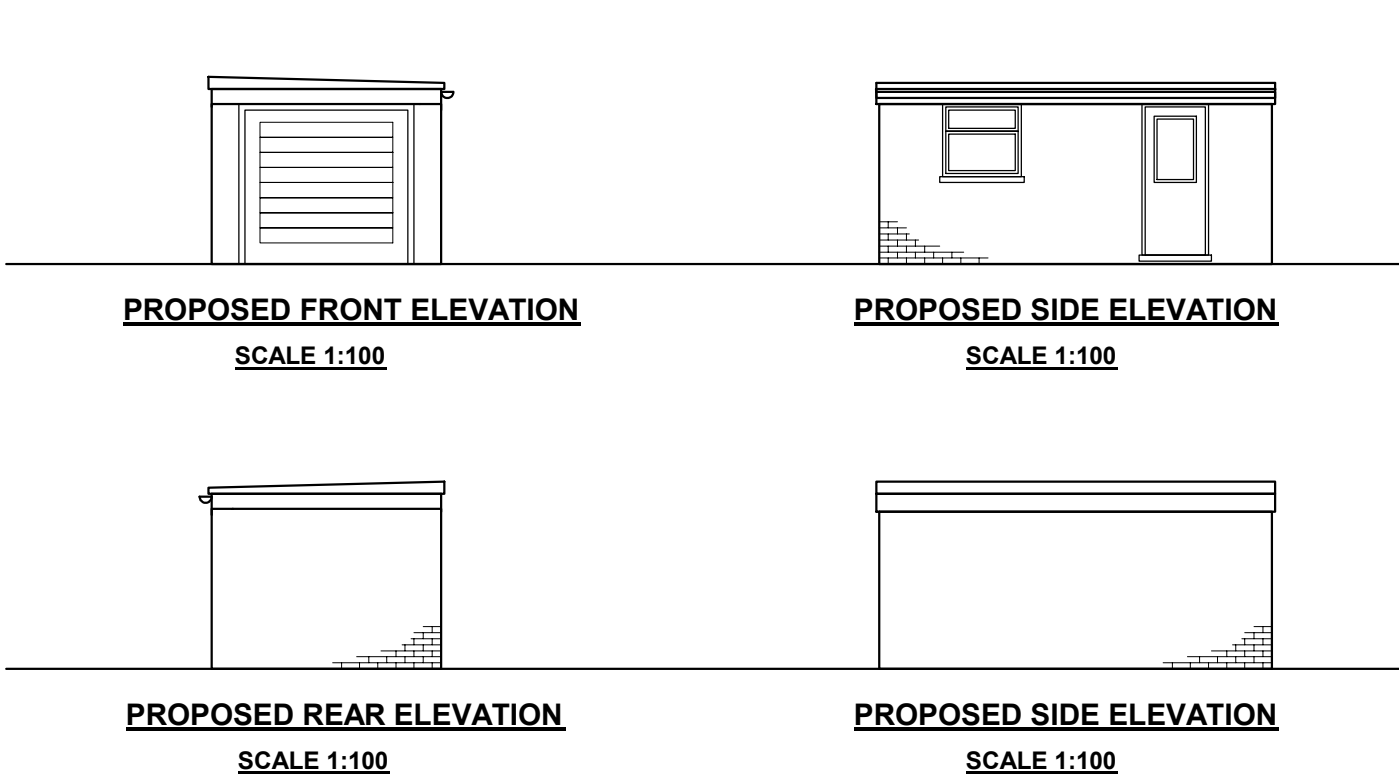 PROPOSED FRONT ELEVATION
SCALE 1:100
PROPOSED SIDE ELEVATION
SCALE 1:100
PROPOSED REAR ELEVATION
SCALE 1:100
PROPOSED SIDE ELEVATION
SCALE 1:100